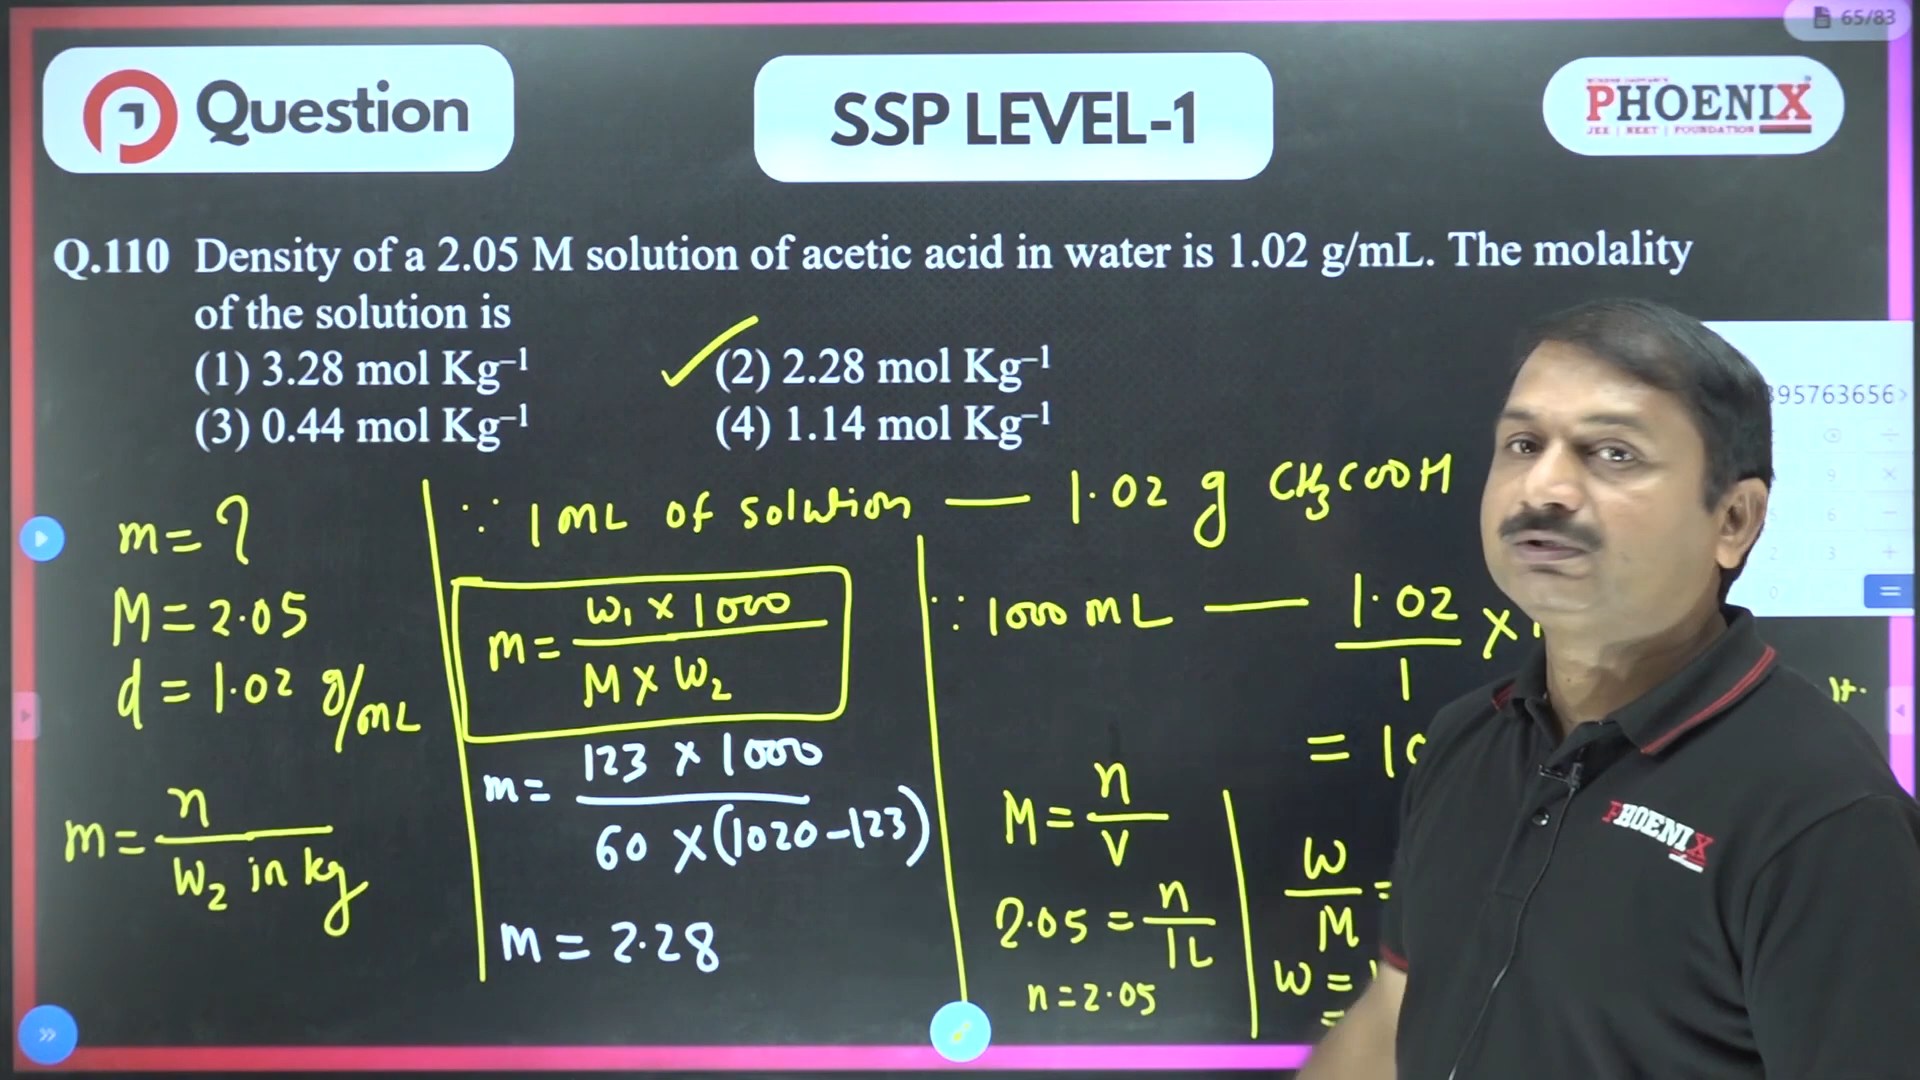 65/83
Question
SSP LEVEL-1
PHOENIX
JEE | NEET | FOUNDATION
Q.110 Density of a 2.05 M solution of acetic acid in water is 1.02 g/mL. The molality
of the solution is
(1) 3.28 mol Kg⁻¹
✓(2) 2.28 mol Kg⁻¹
(3) 0.44 mol Kg⁻¹
(4) 1.14 mol Kg⁻¹
395763656
m = ?
M = 2.05
d = 1.02 g/mL
m = n / W₂ in kg
∵ 1 mL of solution — 1.02 g CH₃COOH
m = W₁ × 1000 / M × W₂
m = 123 × 1000 / 60 × (1020 - 123)
m = 2.28
∵ 1000 mL — 1.02 / 1 ×
= 10
M = n / V
2.05 = n / 1L
n = 2.05
W / M =
W =
=
lt.
PHOENIX